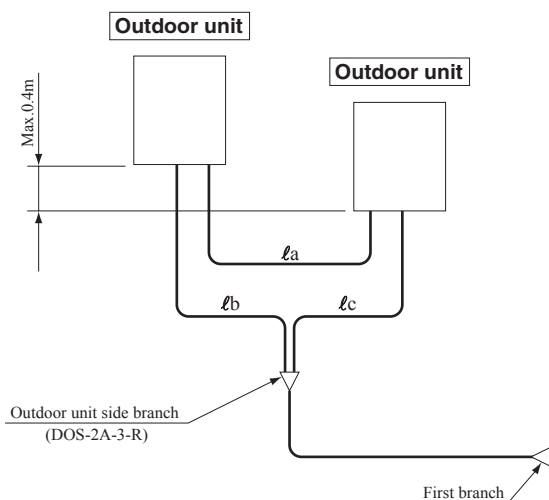 Outdoor unit
Outdoor unit
Max.0.4m
ℓa
ℓb
ℓc
Outdoor unit side branch
(DOS-2A-3-R)
First branch